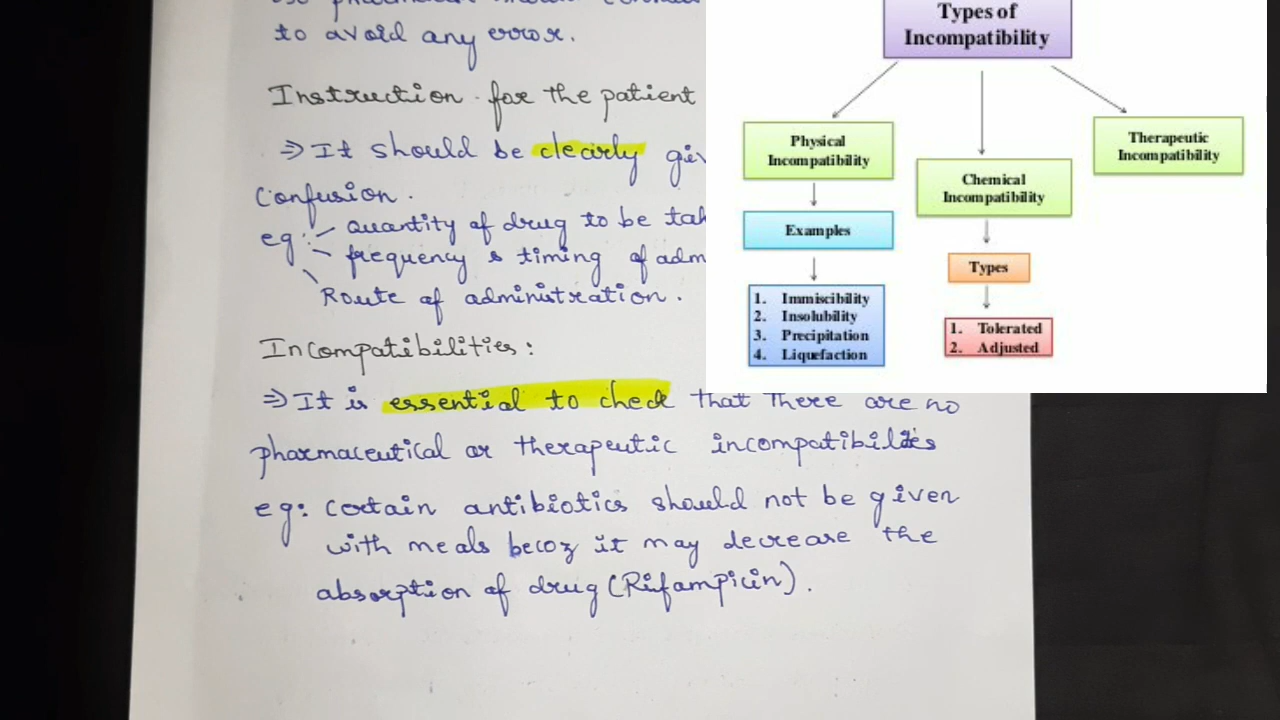 to avoid any error.
Instruction for the patient
⇒ It should be clearly
Confusion.
eg:- quantity of drug to be
- frequency & timing of
Route of administration.
Incompatibilities:
⇒ It is essential to check that there are no
pharmaceutical or therapeutic incompatibilities
eg: certain antibiotics should not be given
with meals becoz it may decrease the
absorption of drug (Rifampicin).
Types of
Incompatibility
Physical
Incompatibility
Examples
1. Immiscibility
2. Insolubility
3. Precipitation
4. Liquefaction
Chemical
Incompatibility
Types
1. Tolerated
2. Adjusted
Therapeutic
Incompatibility